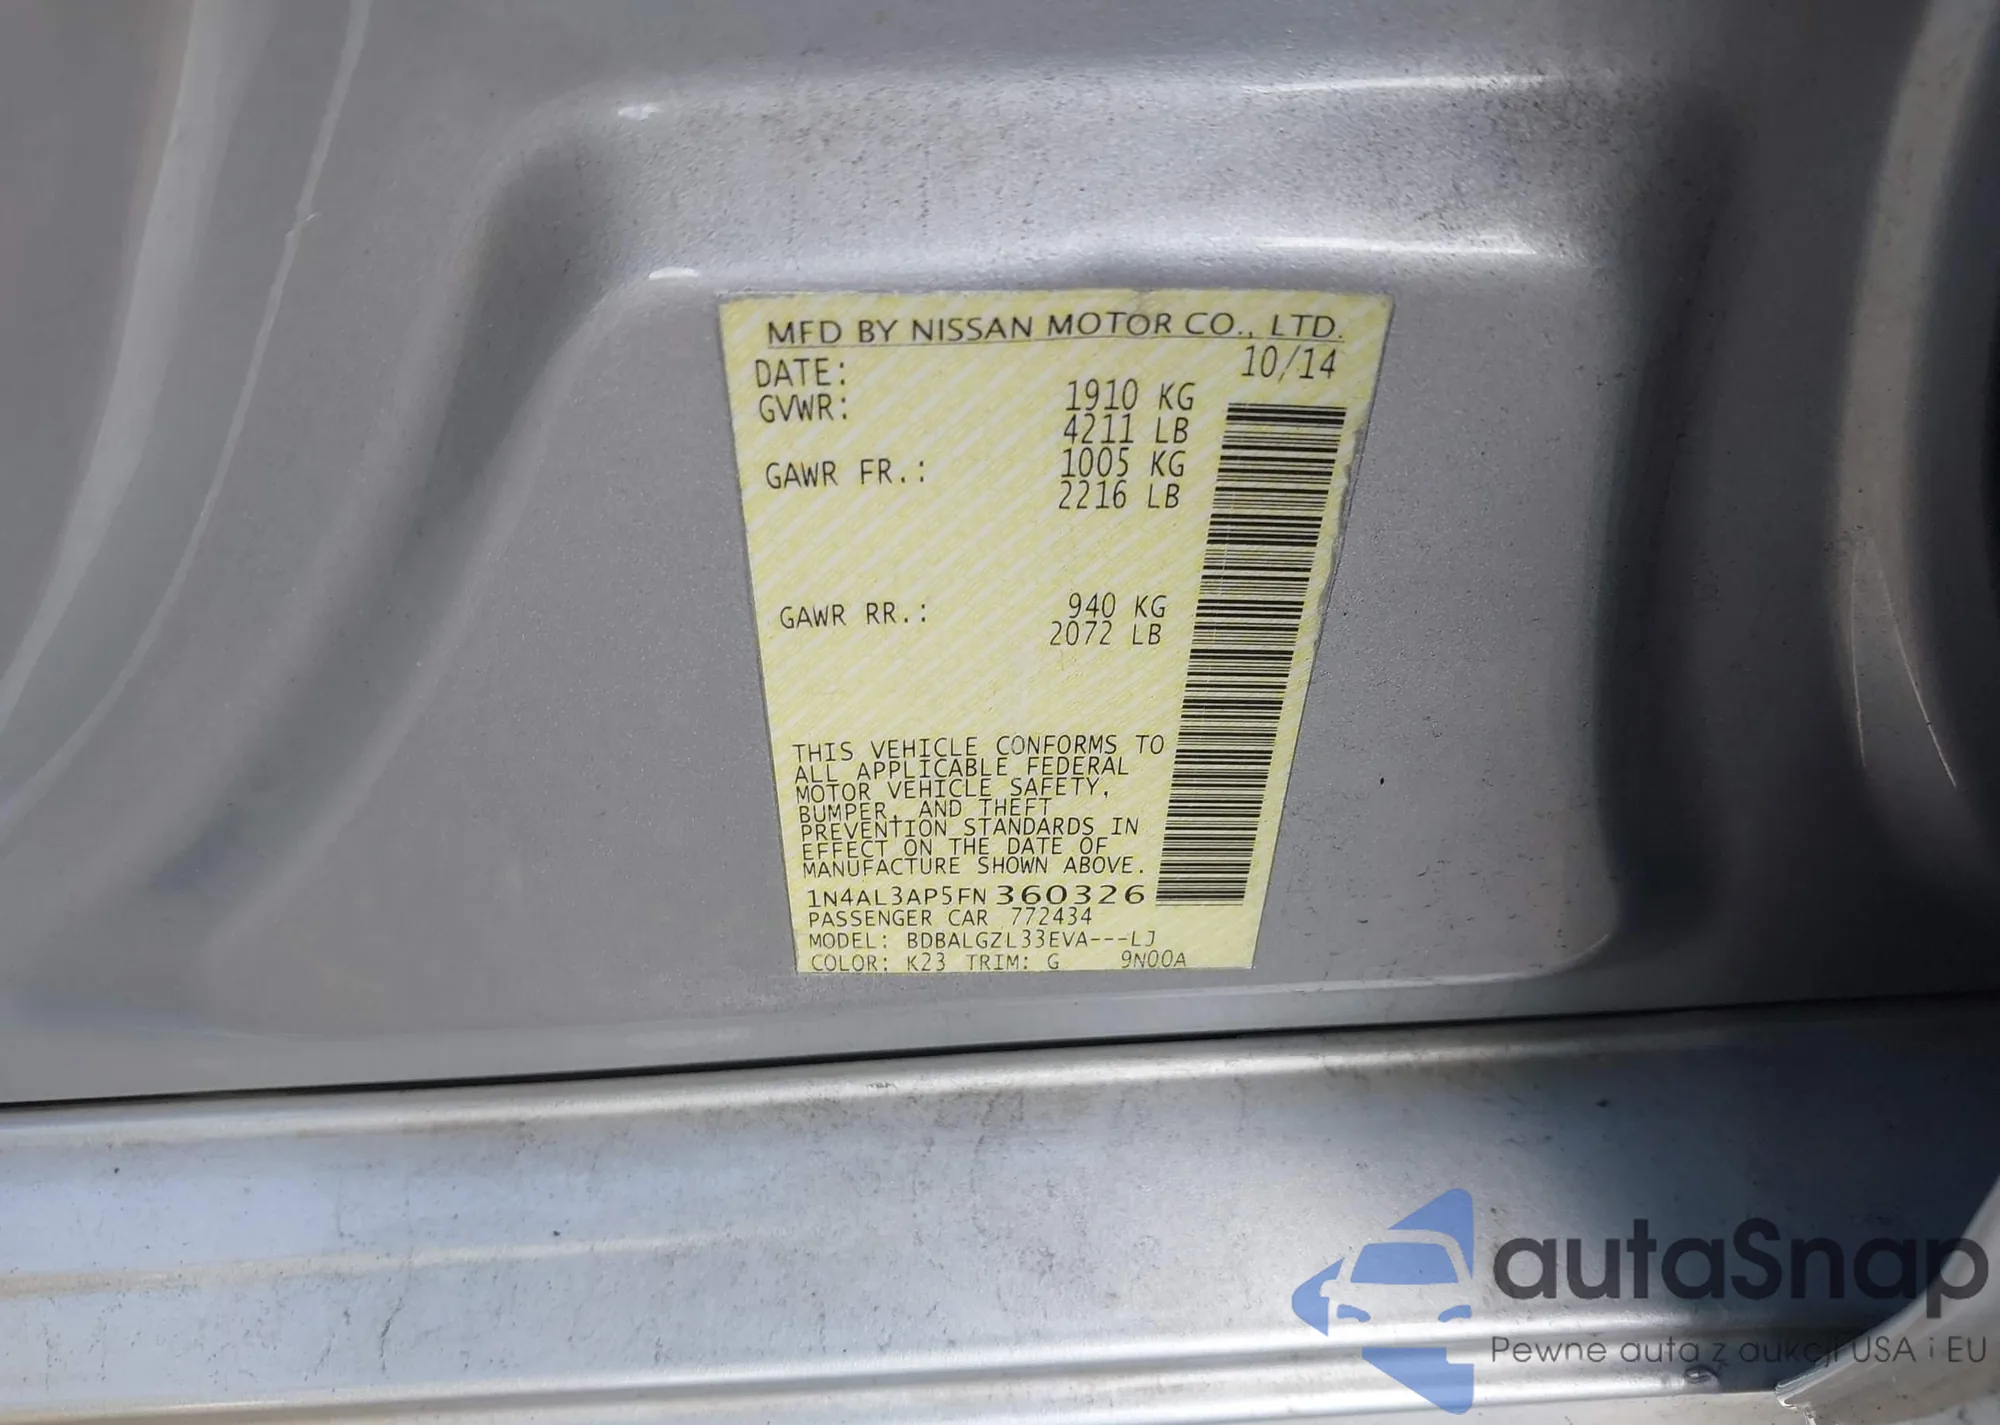 MFD BY NISSAN MOTOR CO., LTD.
DATE: 10/14
GVWR: 1910 KG
4211 LB
GAWR FR.: 1005 KG
2216 LB
GAWR RR.: 940 KG
2072 LB
THIS VEHICLE CONFORMS TO
ALL APPLICABLE FEDERAL
MOTOR VEHICLE SAFETY,
BUMPER, AND THEFT
PREVENTION STANDARDS IN
EFFECT ON THE DATE OF
MANUFACTURE SHOWN ABOVE.
1N4AL3AP5FN360326
PASSENGER CAR 772434
MODEL: BDBALGZL33EVA---LJ
COLOR: K23 TRIM: G 9N00A
autaSnap
Pewne auta z aukcji USA i EU